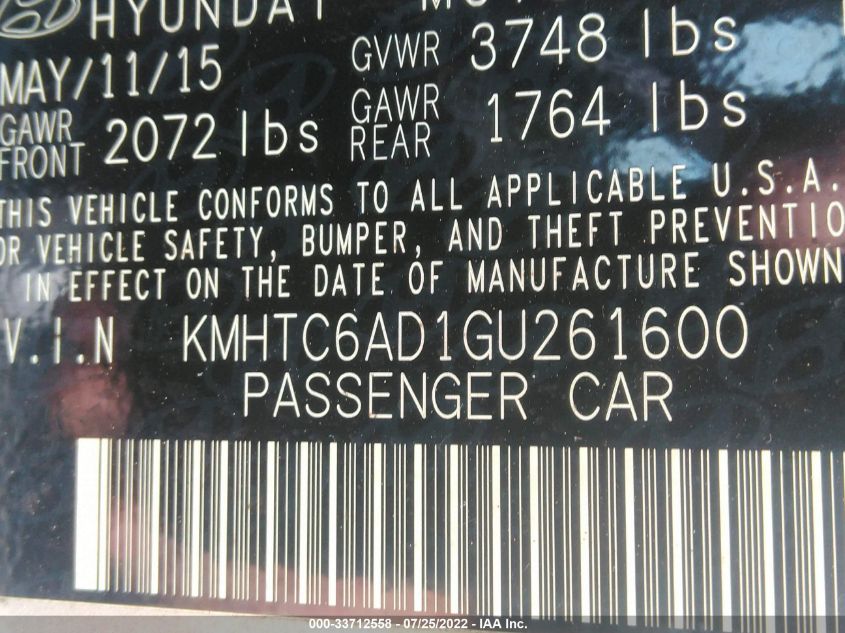 HYUNDAI
MAY/11/15 GVWR 3748 lbs
GAWR FRONT 2072 lbs GAWR REAR 1764 lbs
THIS VEHICLE CONFORMS TO ALL APPLICABLE U.S.A.
OR VEHICLE SAFETY, BUMPER, AND THEFT PREVENTIO
IN EFFECT ON THE DATE OF MANUFACTURE SHOWN
V.I.N KMHTC6AD1GU261600
PASSENGER CAR
000-33712558 - 07/25/2022 - IAA Inc.